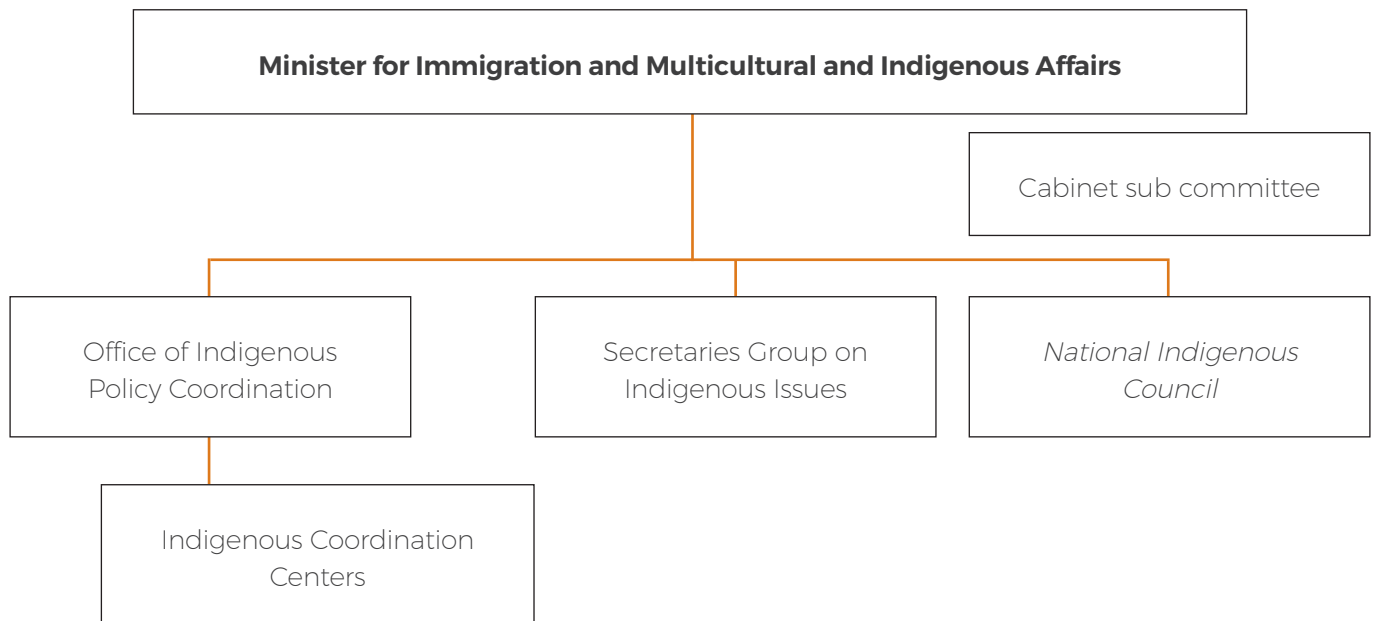 Minister for Immigration and Multicultural and Indigenous Affairs
Cabinet sub committee
Office of Indigenous
Policy Coordination
Secretaries Group on
Indigenous Issues
National Indigenous
Council
Indigenous Coordination
Centers